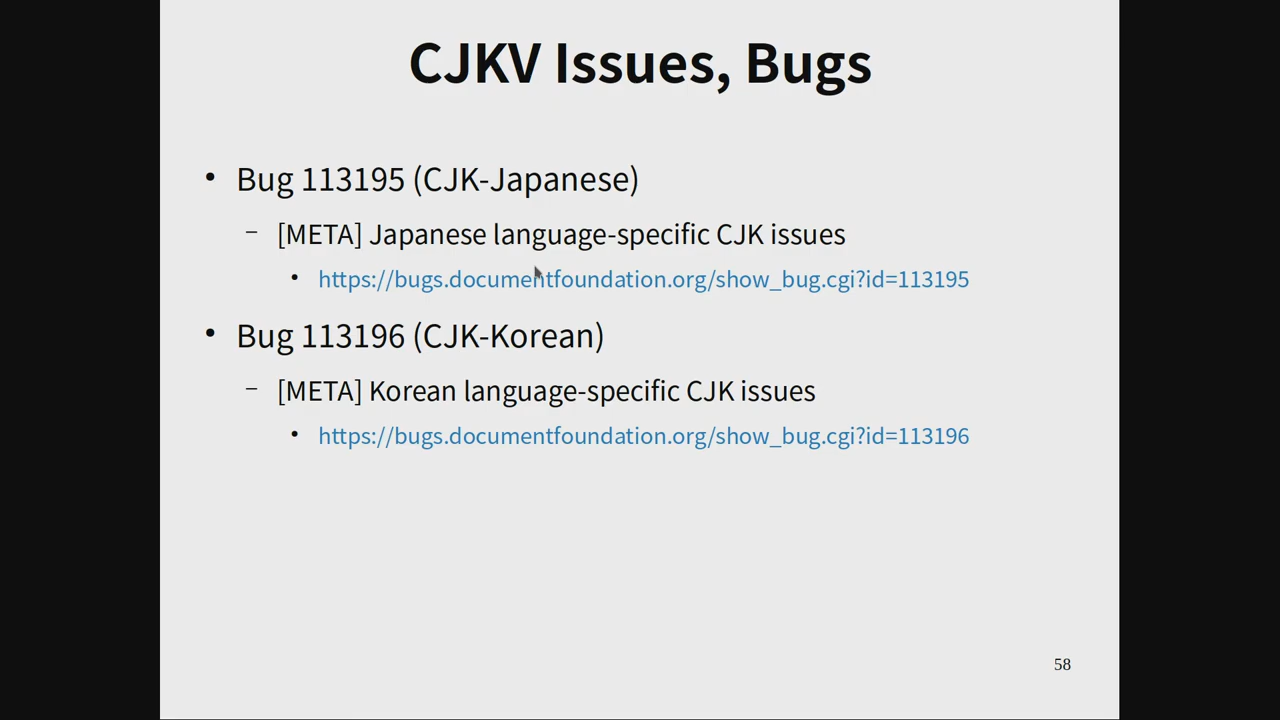 CJKV Issues, Bugs
• Bug 113195 (CJK-Japanese)
– [META] Japanese language-specific CJK issues
• https://bugs.documentfoundation.org/show_bug.cgi?id=113195
• Bug 113196 (CJK-Korean)
– [META] Korean language-specific CJK issues
• https://bugs.documentfoundation.org/show_bug.cgi?id=113196
58